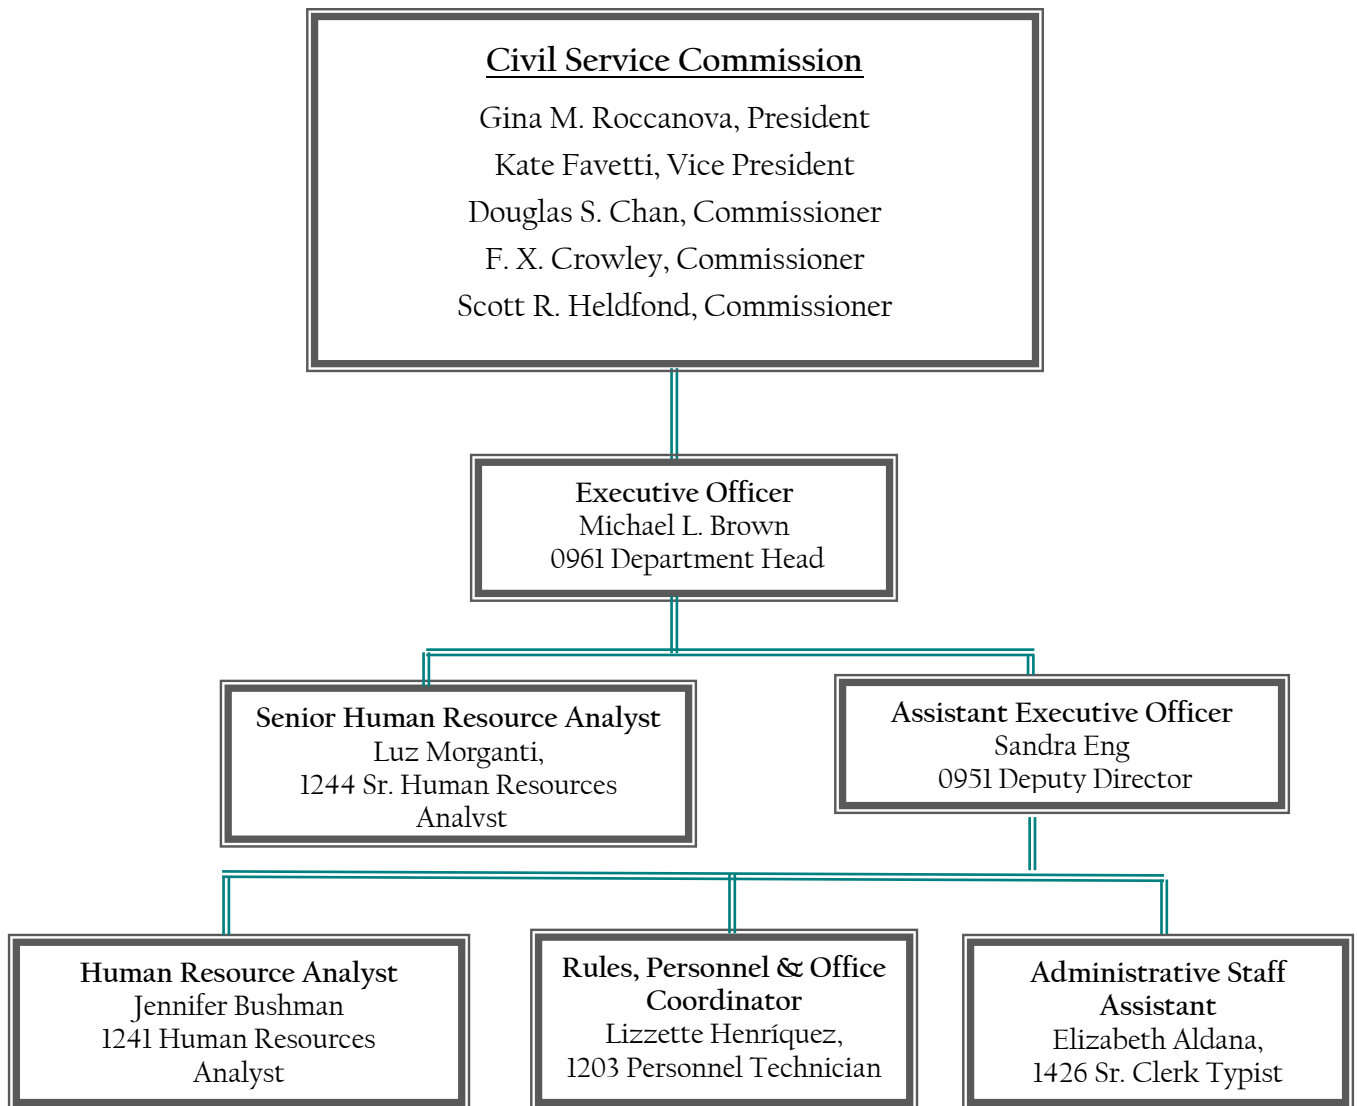 Civil Service Commission
Gina M. Roccanova, President
Kate Favetti, Vice President
Douglas S. Chan, Commissioner
F. X. Crowley, Commissioner
Scott R. Heldfond, Commissioner
Executive Officer
Michael L. Brown
0961 Department Head
Senior Human Resource Analyst
Luz Morganti,
1244 Sr. Human Resources
Analyst
Assistant Executive Officer
Sandra Eng
0951 Deputy Director
Human Resource Analyst
Jennifer Bushman
1241 Human Resources
Analyst
Rules, Personnel & Office
Coordinator
Lizzette Henríquez,
1203 Personnel Technician
Administrative Staff
Assistant
Elizabeth Aldana,
1426 Sr. Clerk Typist